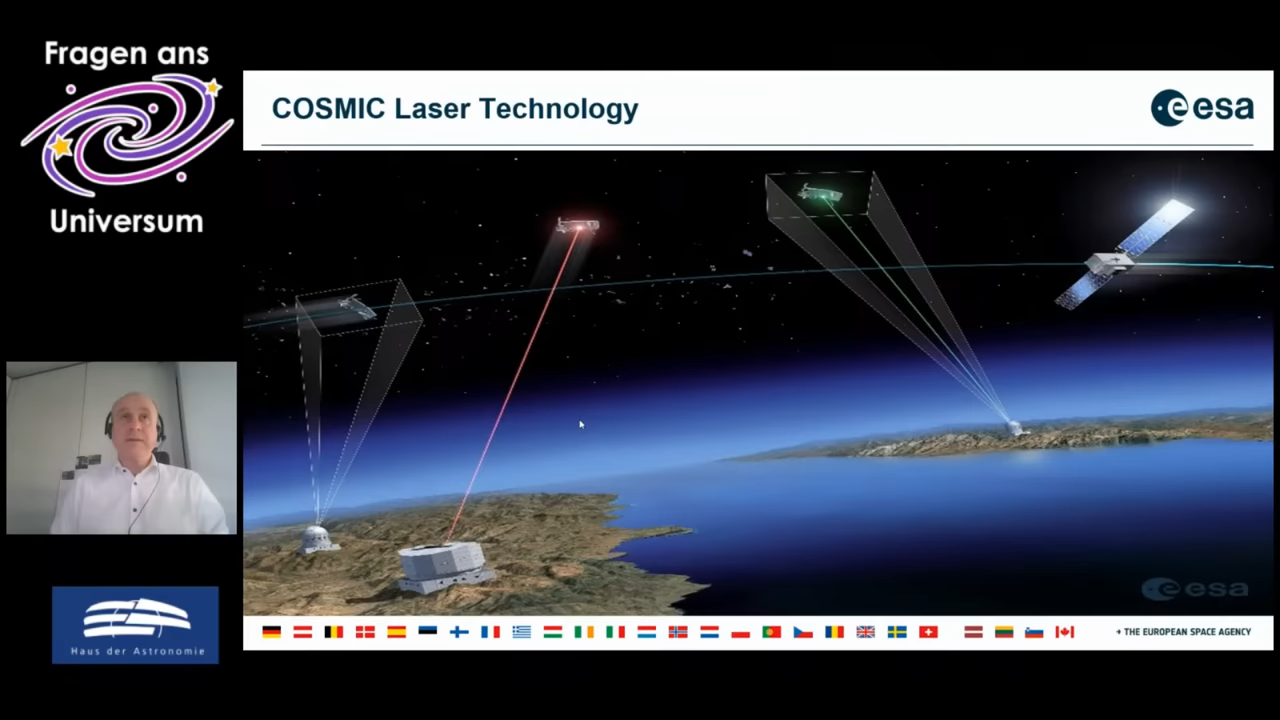 Fragen ans
Universum
COSMIC Laser Technology
esa
esa
→ THE EUROPEAN SPACE AGENCY
Haus der Astronomie